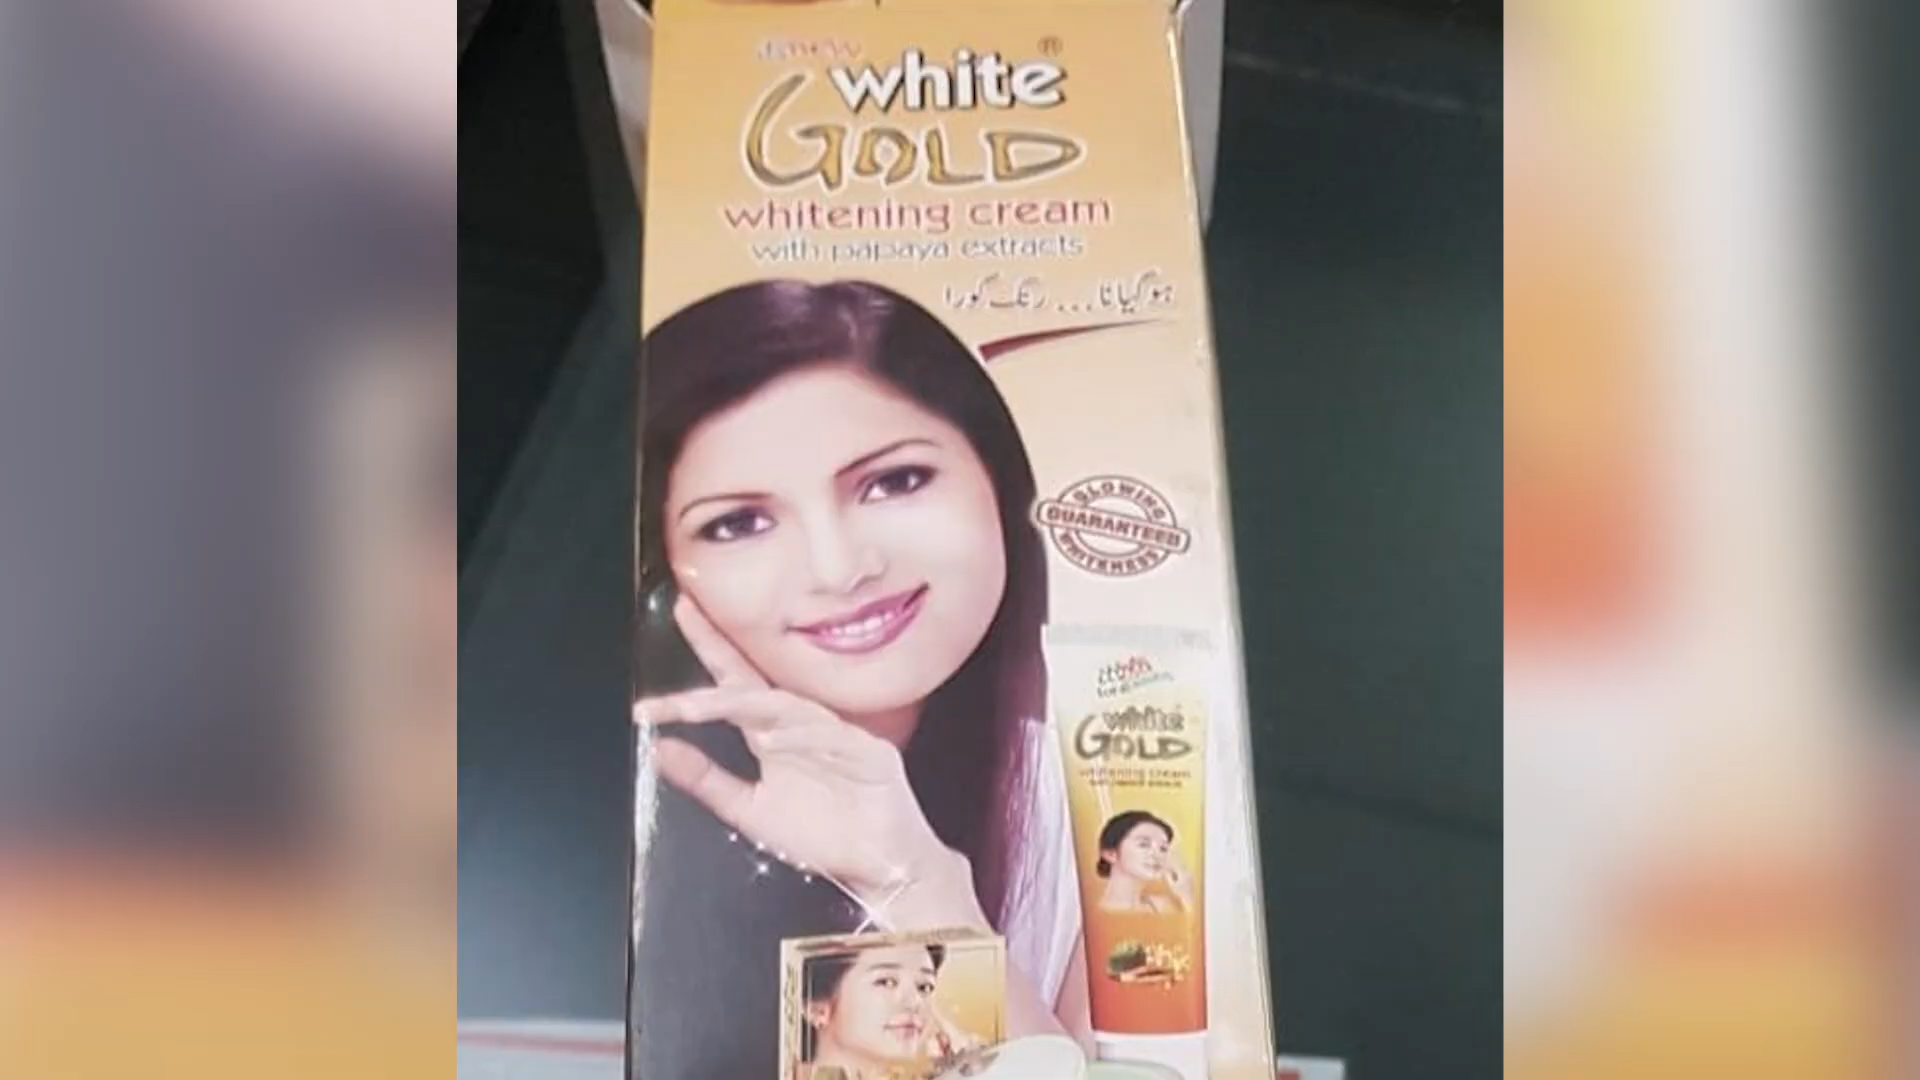 new
white®
GOLD
whitening cream
with papaya extracts
ہو گیا نا... رنگ گورا
GLOWING
GUARANTEED
WHITENESS
white
GOLD
whitening cream